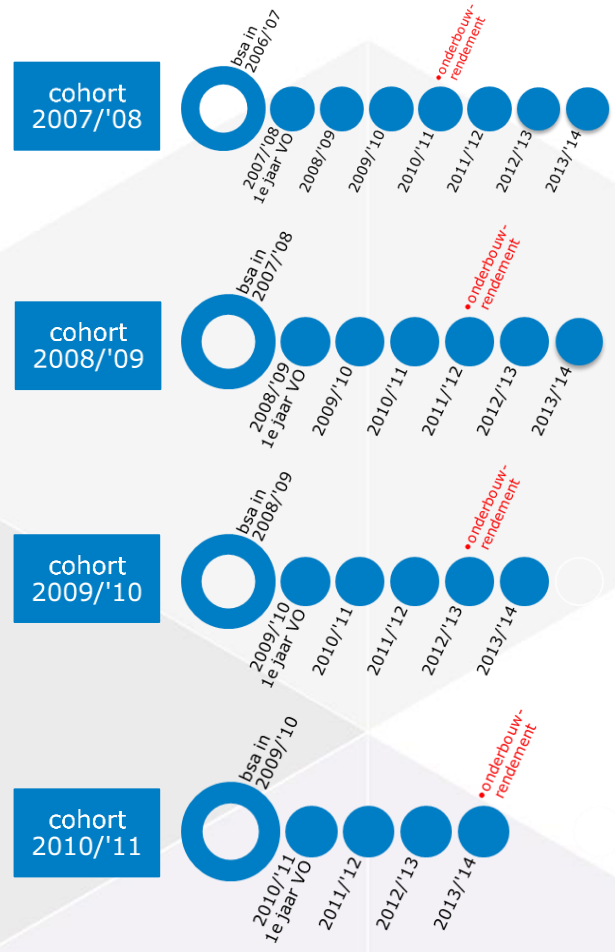 cohort
2007/'08
bsa in
2006/'07
•onderbouw-
rendement
2007/'08
1e jaar VO
2008/'09
2009/'10
2010/'11
2011/'12
2012/'13
2013/'14
cohort
2008/'09
bsa in
2007/'08
•onderbouw-
rendement
2008/'09
1e jaar VO
2009/'10
2010/'11
2011/'12
2012/'13
2013/'14
cohort
2009/'10
bsa in
2008/'09
•onderbouw-
rendement
2009/'10
1e jaar VO
2010/'11
2011/'12
2012/'13
2013/'14
cohort
2010/'11
bsa in
2009/'10
•onderbouw-
rendement
2010/'11
1e jaar VO
2011/'12
2012/'13
2013/'14